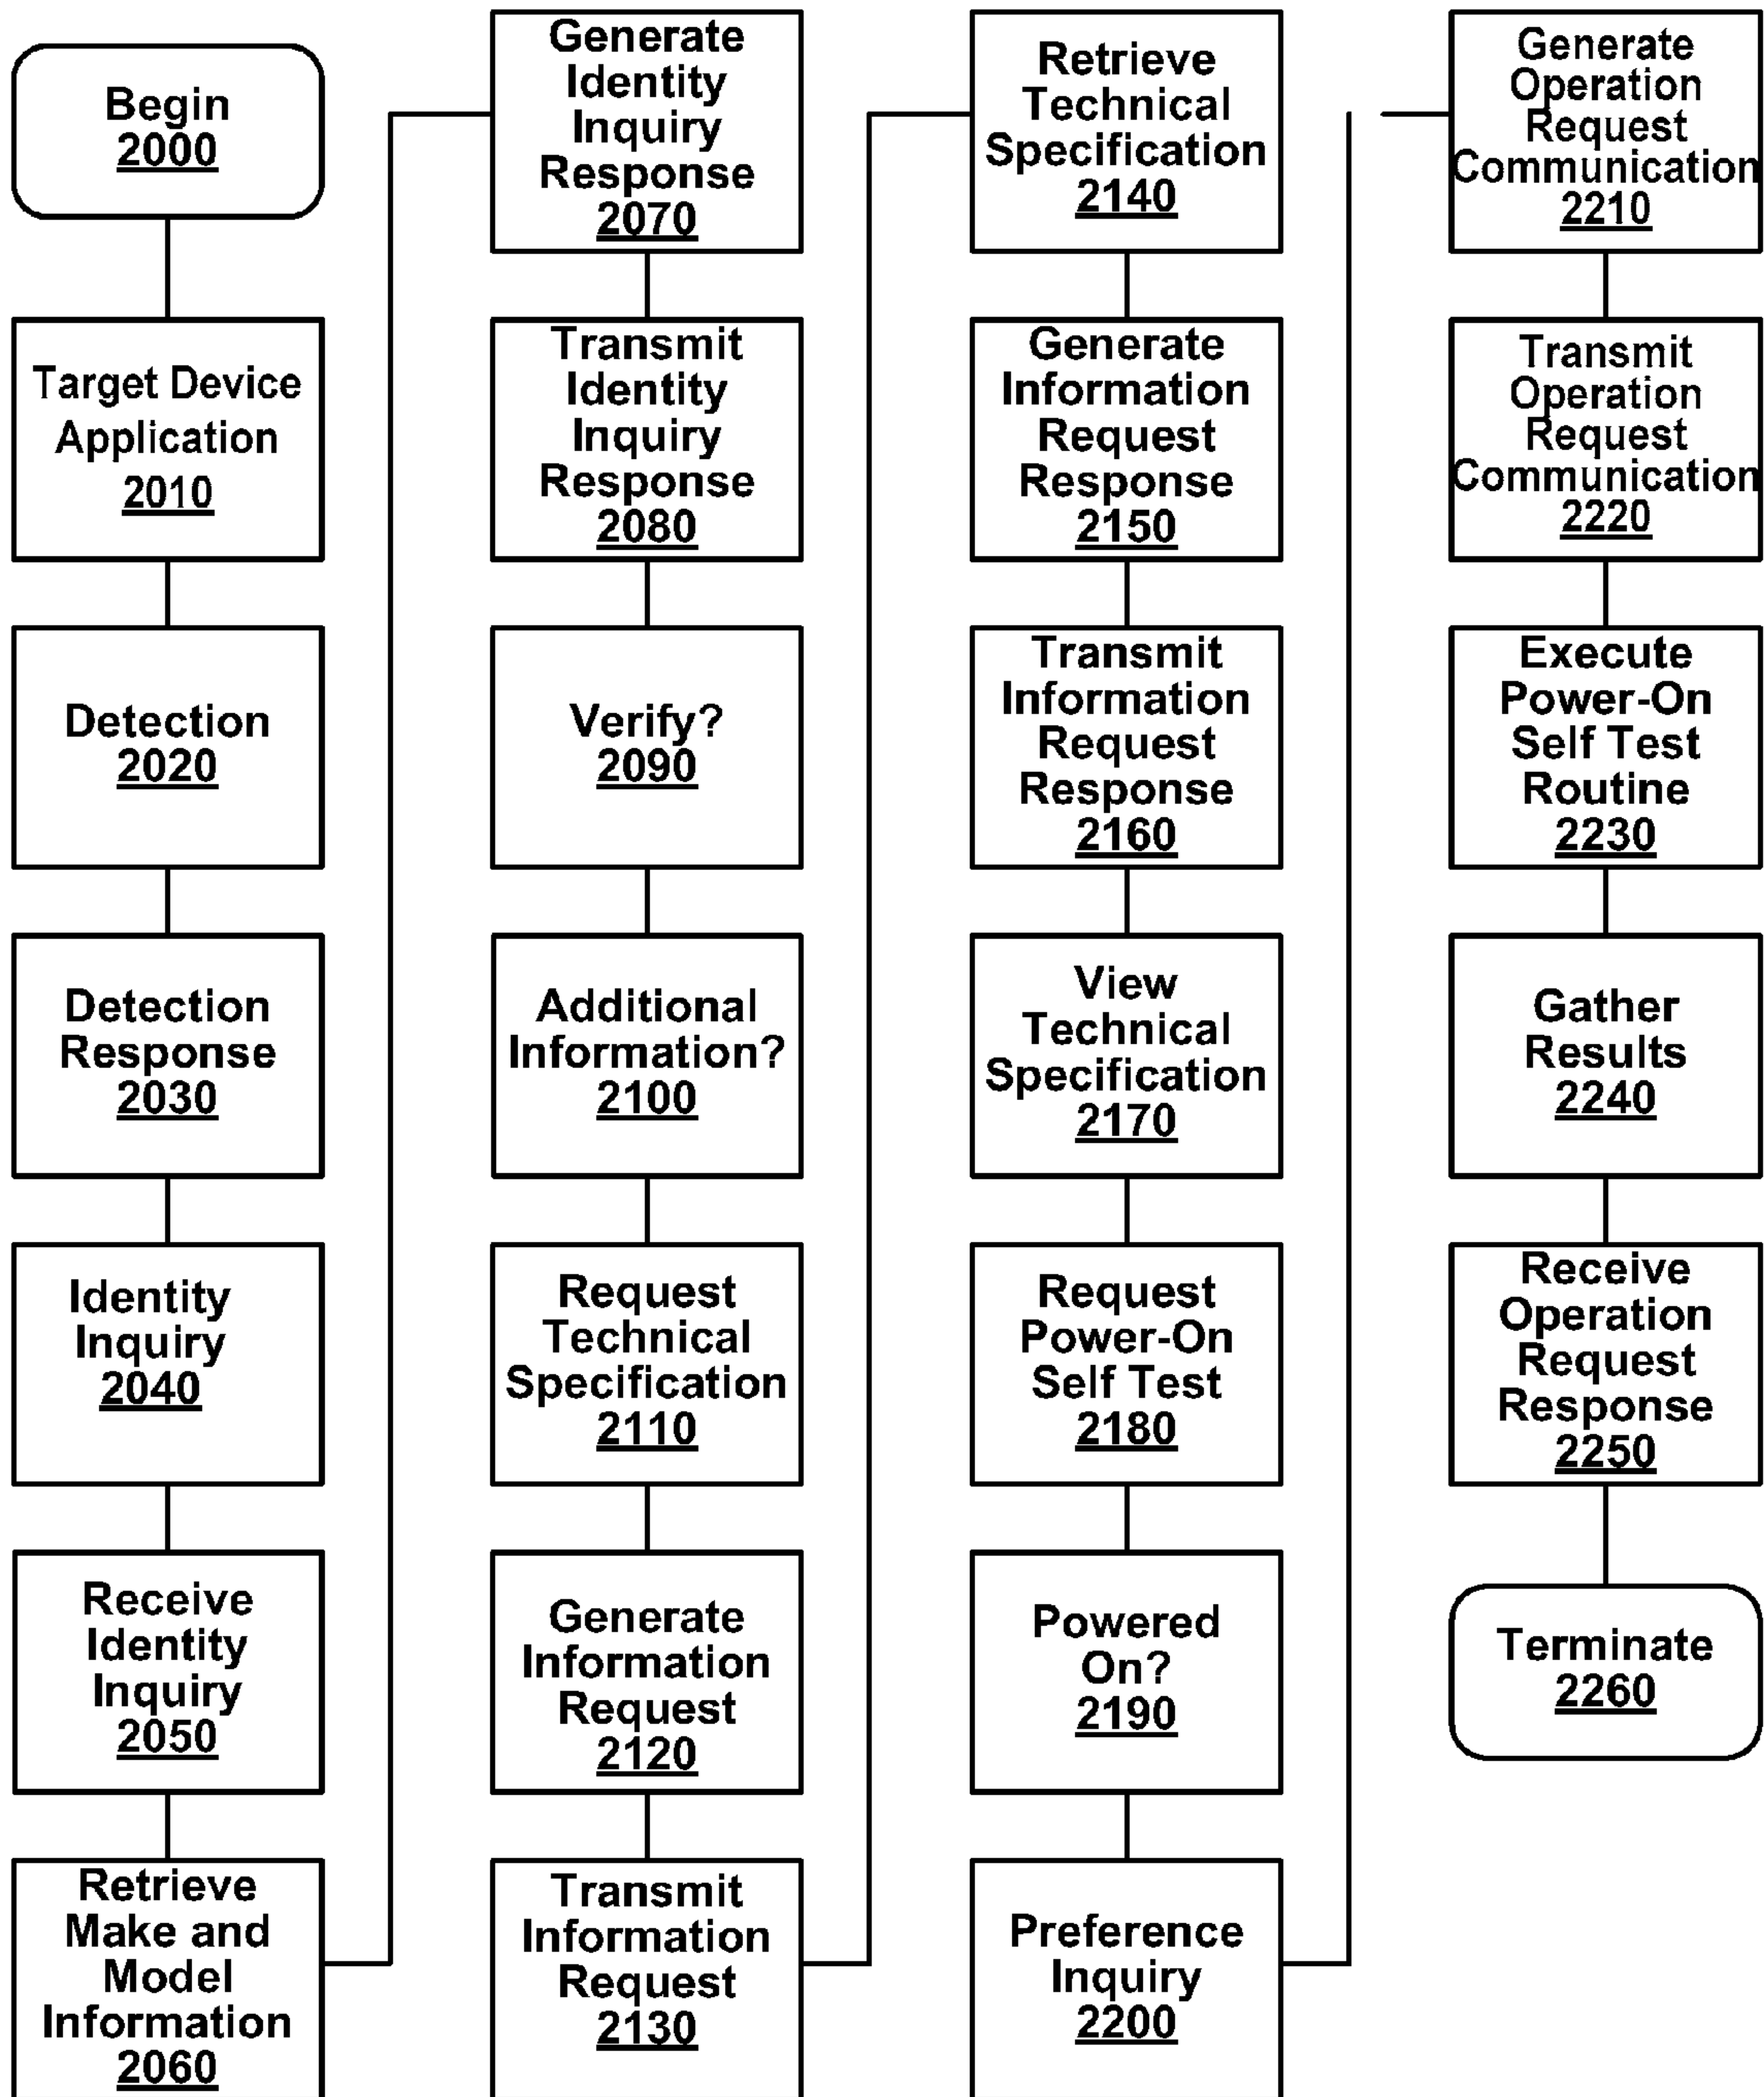 Begin
2000
Target Device
Application
2010
Detection
2020
Detection
Response
2030
Identity
Inquiry
2040
Receive
Identity
Inquiry
2050
Retrieve
Make and
Model
Information
2060
Generate
Identity
Inquiry
Response
2070
Transmit
Identity
Inquiry
Response
2080
Verify?
2090
Additional
Information?
2100
Request
Technical
Specification
2110
Generate
Information
Request
2120
Transmit
Information
Request
2130
Retrieve
Technical
Specification
2140
Generate
Information
Request
Response
2150
Transmit
Information
Request
Response
2160
View
Technical
Specification
2170
Request
Power-On
Self Test
2180
Powered
On?
2190
Preference
Inquiry
2200
Generate
Operation
Request
Communication
2210
Transmit
Operation
Request
Communication
2220
Execute
Power-On
Self Test
Routine
2230
Gather
Results
2240
Receive
Operation
Request
Response
2250
Terminate
2260